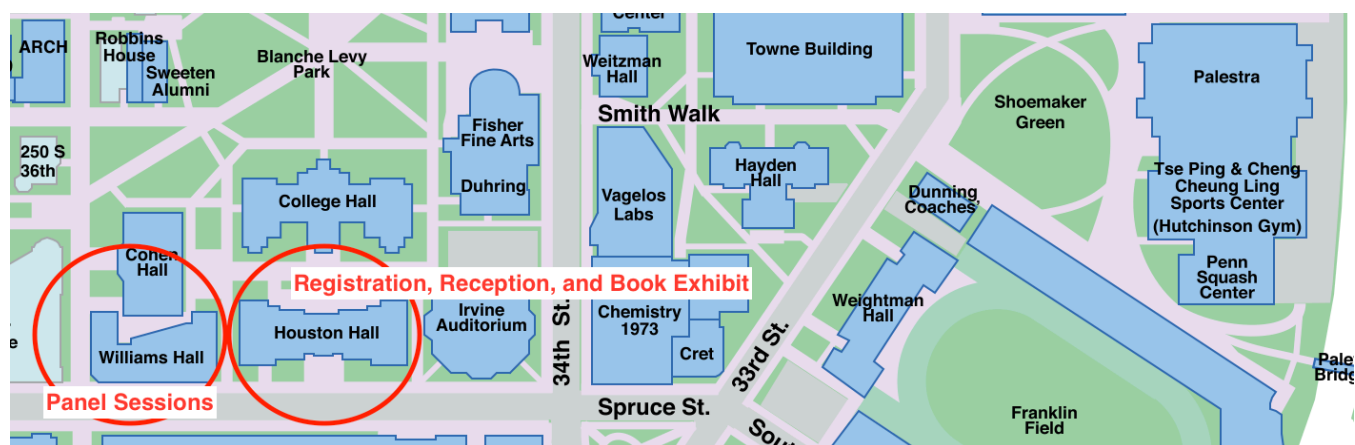 ARCH
Robbins
House
Sweeten
Alumni
Blanche Levy
Park
Center
Weitzman
Hall
Towne Building
Palestra
Shoemaker
Green
Smith Walk
Fisher
Fine Arts
Duhring
250 S
36th
College Hall
Vagelos
Labs
Hayden
Hall
Dunning,
Coaches,
Tse Ping & Cheng
Cheung Ling
Sports Center
(Hutchinson Gym)
Penn
Squash
Center
Cohen
Hall
Registration, Reception, and Book Exhibit
Irvine
Auditorium
34th St.
Chemistry
1973
Cret
Weightman
Hall
33rd St.
Houston Hall
Williams Hall
Panel Sessions
Spruce St.
Franklin
Field